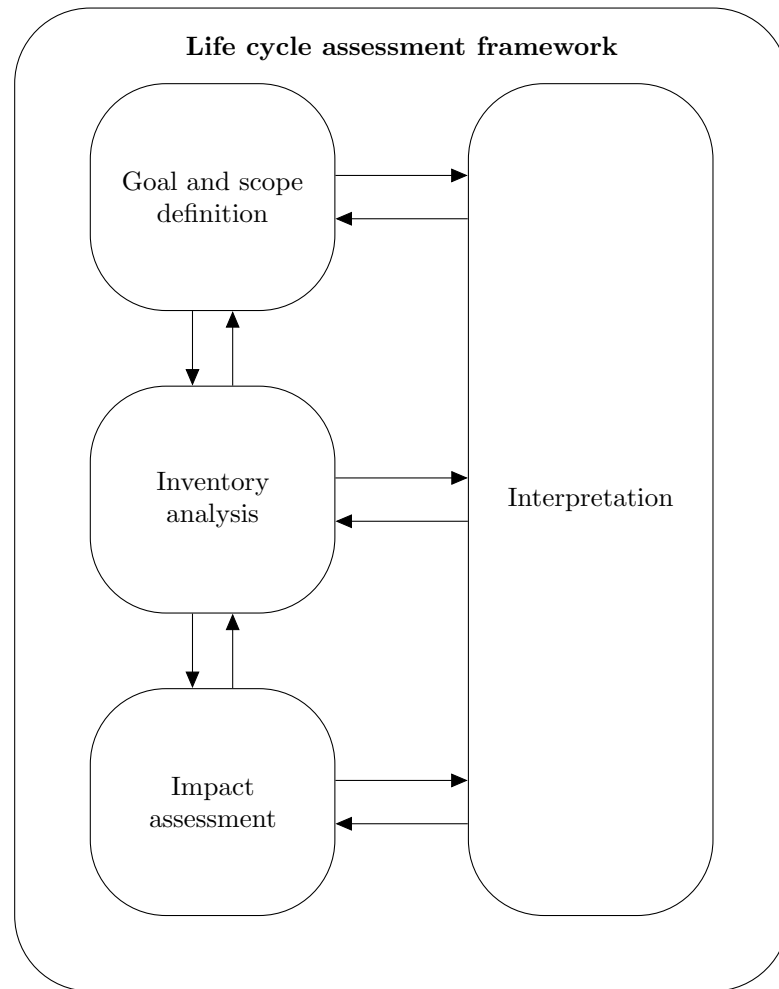 Life cycle assessment framework
Goal and scope
definition
Inventory
analysis
Interpretation
Impact
assessment